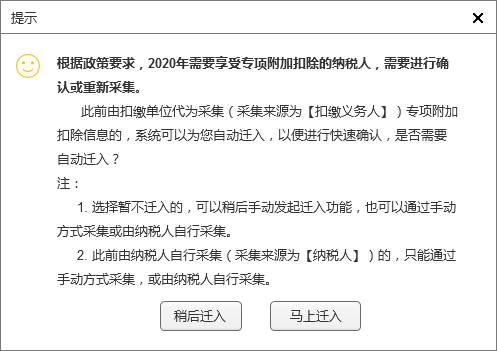 提示
根据政策要求，2020年需要享受专项附加扣除的纳税人，需要进行确
认或重新采集。
此前由扣缴单位代为采集（采集来源为【扣缴义务人】）专项附加
扣除信息的，系统可以为您自动迁入，以便进行快速确认，是否需要
自动迁入？
注：
1. 选择暂不迁入的，可以稍后手动发起迁入功能，也可以通过手动
方式采集或由纳税人自行采集。
2. 此前由纳税人自行采集（采集来源为【纳税人】）的，只能通过
手动方式采集，或由纳税人自行采集。
稍后迁入 马上迁入